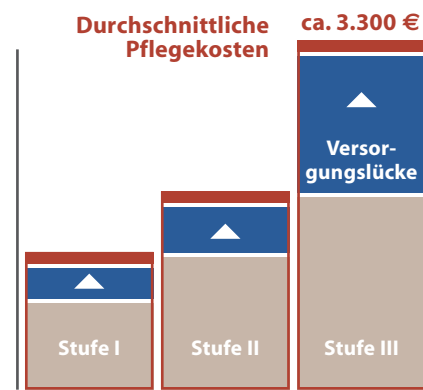 Durchschnittliche
Pflegekosten
ca. 3.300 €
Versor-
gungslücke
Stufe I
Stufe II
Stufe III